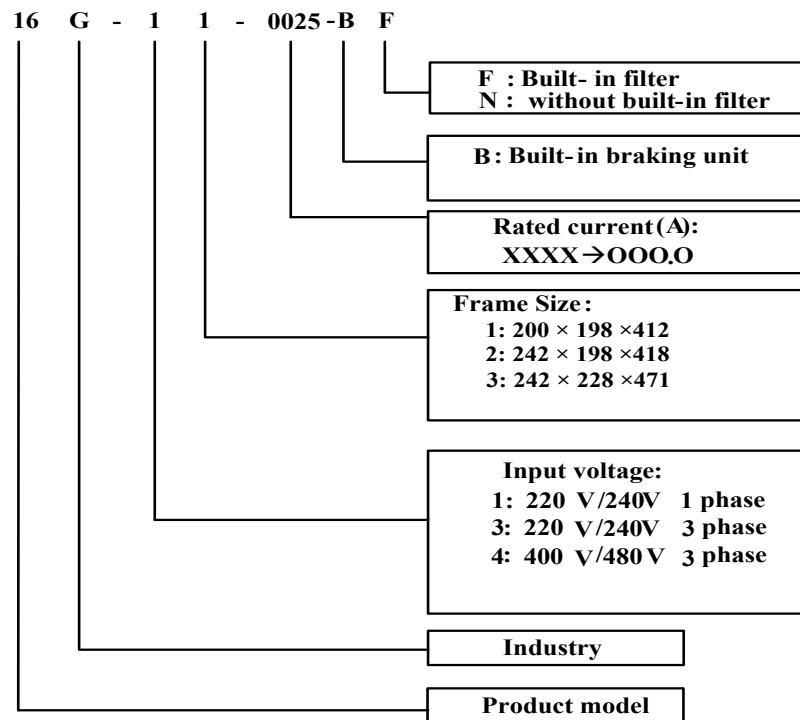 16 G - 1 1 - 0025 - B F
F : Built- in filter
N : without built-in filter
B: Built-in braking unit
Rated current(A):
XXXX→OOO.O
Frame Size:
1: 200 × 198 ×412
2: 242 × 198 ×418
3: 242 × 228 ×471
Input voltage:
1: 220 V/240V 1 phase
3: 220 V/240V 3 phase
4: 400 V/480V 3 phase
Industry
Product model